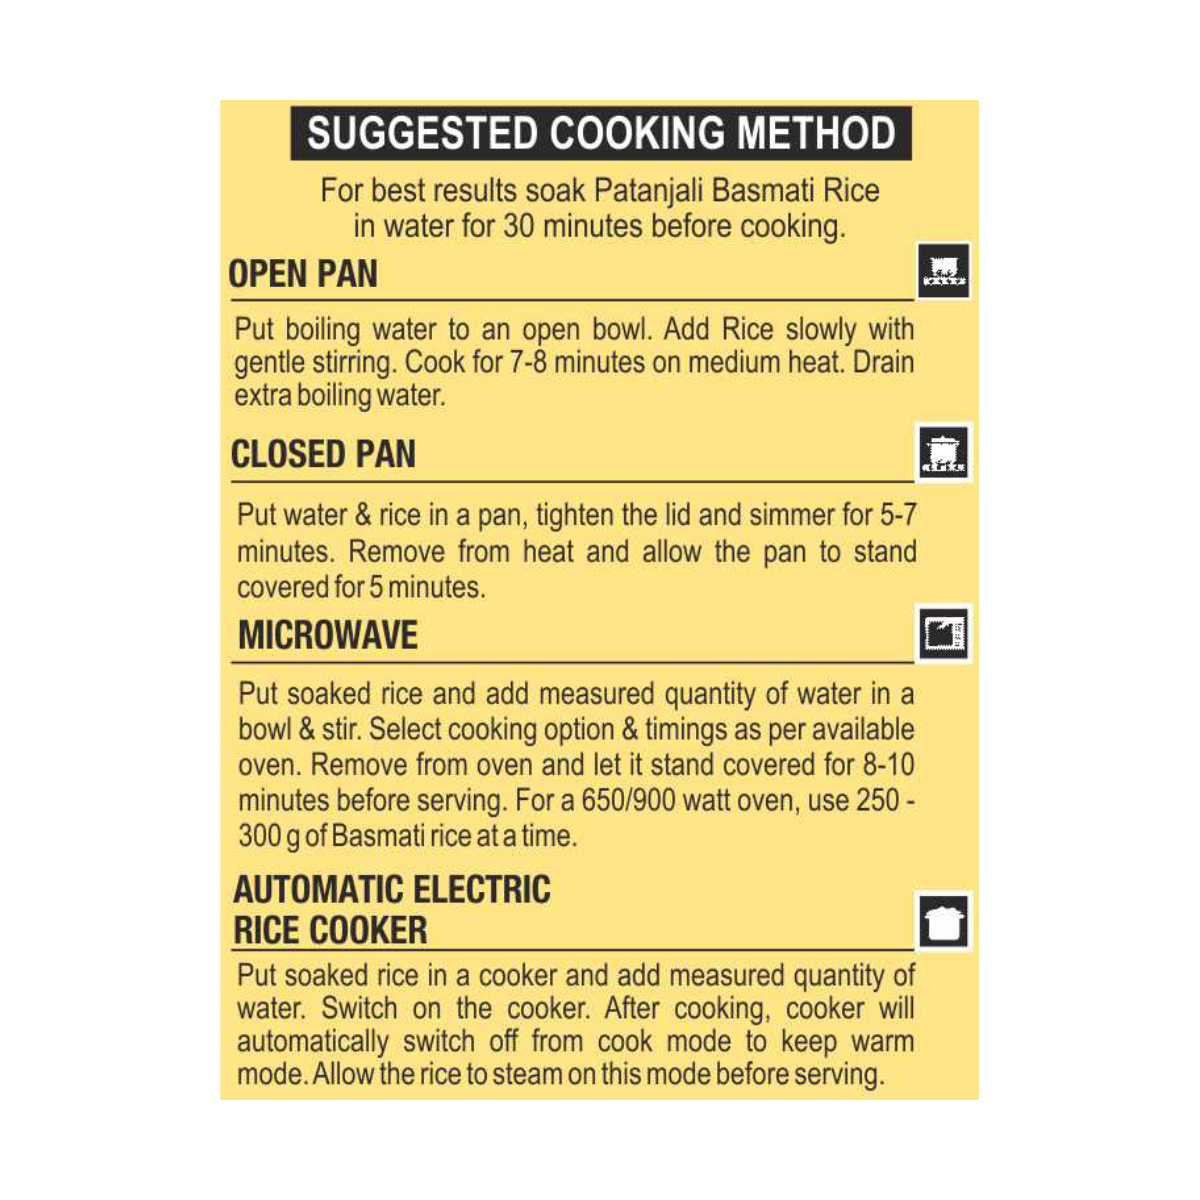 SUGGESTED COOKING METHOD
For best results soak Patanjali Basmati Rice
in water for 30 minutes before cooking.
OPEN PAN
Put boiling water to an open bowl. Add Rice slowly with
gentle stirring. Cook for 7-8 minutes on medium heat. Drain
extra boiling water.
CLOSED PAN
Put water & rice in a pan, tighten the lid and simmer for 5-7
minutes. Remove from heat and allow the pan to stand
covered for 5 minutes.
MICROWAVE
Put soaked rice and add measured quantity of water in a
bowl & stir. Select cooking option & timings as per available
oven. Remove from oven and let it stand covered for 8-10
minutes before serving. For a 650/900 watt oven, use 250 -
300 g of Basmati rice at a time.
AUTOMATIC ELECTRIC
RICE COOKER
Put soaked rice in a cooker and add measured quantity of
water. Switch on the cooker. After cooking, cooker will
automatically switch off from cook mode to keep warm
mode. Allow the rice to steam on this mode before serving.